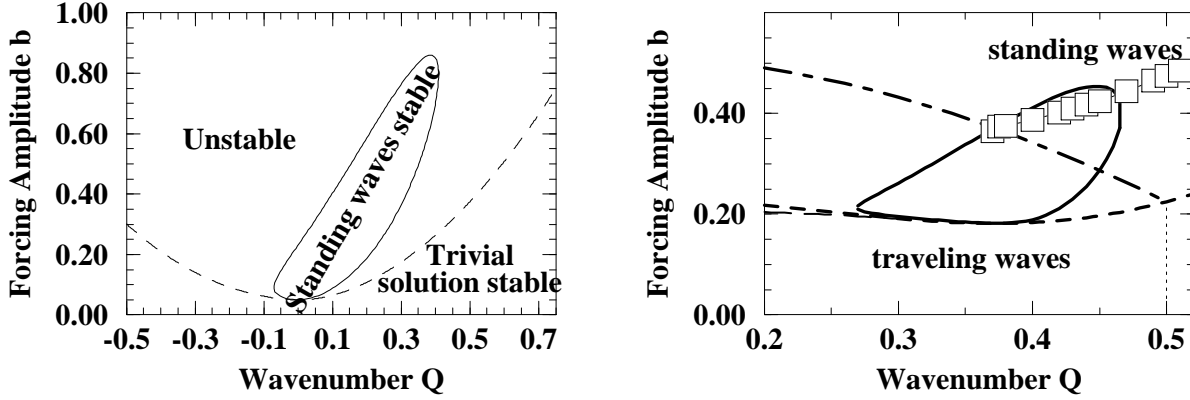 1.00
0.80
0.60
0.40
0.20
0.00
Forcing Amplitude b
Unstable
Standing waves stable
Trivial
solution stable
-0.5
-0.3
-0.1
0.1
0.3
0.5
0.7
Wavenumber Q
0.40
0.20
0.00
Forcing Amplitude b
standing waves
traveling waves
0.2
0.3
0.4
0.5
Wavenumber Q